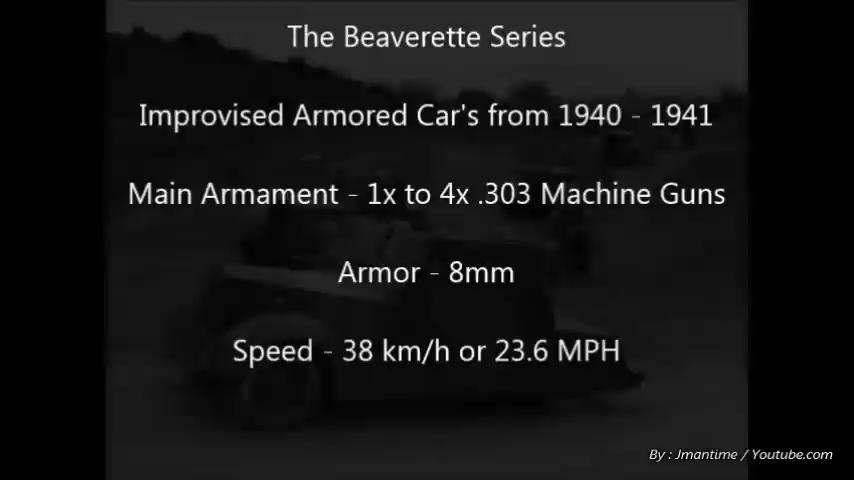 The Beaverette Series
Improvised Armored Car's from 1940 - 1941
Main Armament - 1x to 4x .303 Machine Guns
Armor - 8mm
Speed - 38 km/h or 23.6 MPH
By : Jmantime / Youtube.com